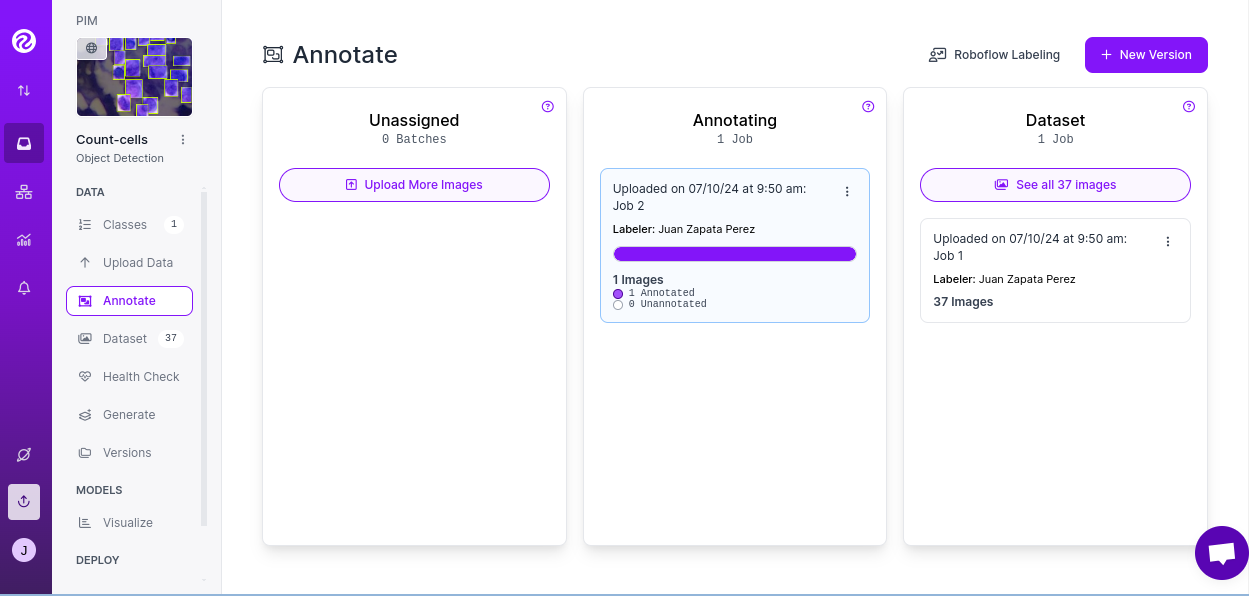 PIM
Count-cells
Object Detection
DATA
Classes 1
Upload Data
Annotate
Dataset 37
Health Check
Generate
Versions
MODELS
Visualize
DEPLOY
J
Annotate
Roboflow Labeling
New Version
Unassigned
0 Batches
Upload More Images
Annotating
1 Job
Uploaded on 07/10/24 at 9:50 am:
Job 2
Labeler: Juan Zapata Perez
1 Images
1 Annotated
0 Unannotated
Dataset
1 Job
See all 37 images
Uploaded on 07/10/24 at 9:50 am:
Job 1
Labeler: Juan Zapata Perez
37 Images